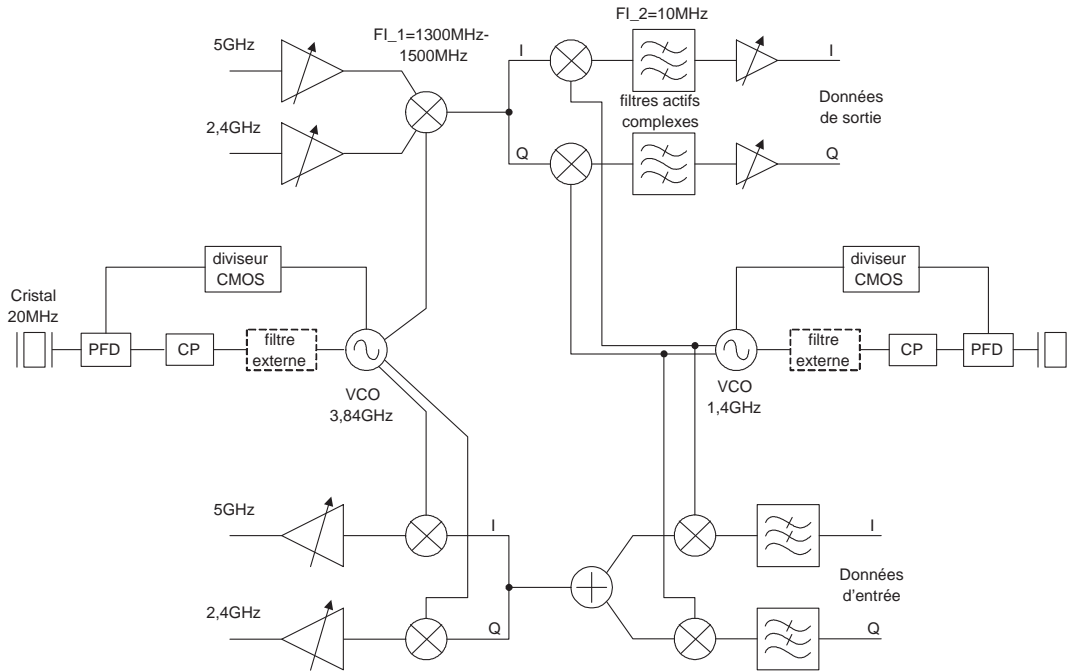 5GHz
FI_1=1300MHz-
1500MHz
I
FI_2=10MHz
I
2,4GHz
filtres actifs
complexes
Données
de sortie
Q
Q
diviseur
CMOS
diviseur
CMOS
Cristal
20MHz
PFD
CP
filtre
externe
filtre
externe
CP
PFD
VCO
3,84GHz
VCO
1,4GHz
5GHz
I
I
Données
d'entrée
2,4GHz
Q
Q